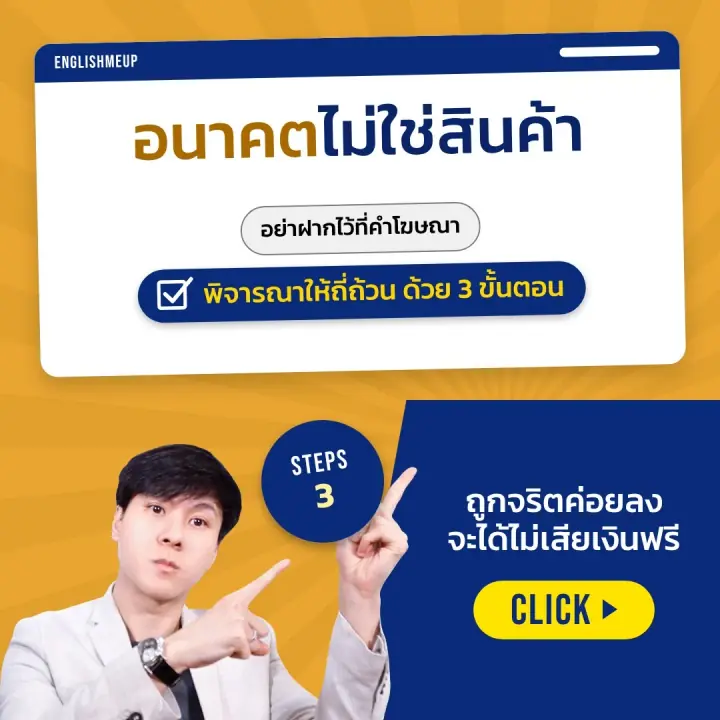 ENGLISHMEUP
อนาคตไม่ใช่สินค้า
อย่าฝากไว้ที่คำโฆษณา
พิจารณาให้ถี่ถ้วน ด้วย 3 ขั้นตอน
STEPS
3
ถูกจริตค่อยลง
จะได้ไม่เสียเงินฟรี
CLICK